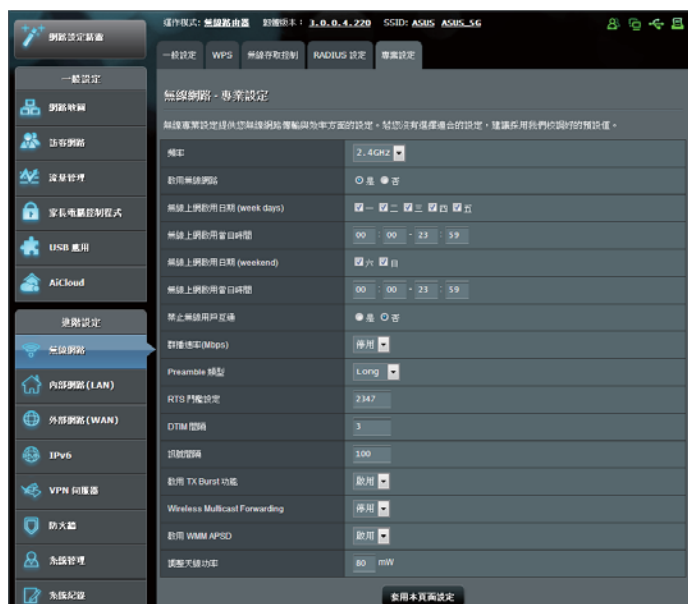 網路設定精靈
操作模式: 無線路由器 韌體版本: 3.0.0.4.220 SSID: ASUS ASUS_5G
一般設定 WPS 無線存取控制 RADIUS 設定 專業設定
一般設定
網路地圖
訪客網路
流量管理
家長電腦控制程式
USB 應用
AiCloud
進階設定
無線網路
內部網路(LAN)
外部網路(WAN)
IPv6
VPN 伺服器
防火牆
系統管理
系統紀錄
無線網路 - 專業設定
無線專業設定提供您無線網路傳輸與效率方面的設定。若您沒有選擇適合的設定，建議採用我們校調好的預設值。
頻率 2.4GHz
啟用無線網路 是 否
無線上網啟用日期 (week days) 一 二 三 四 五
無線上網啟用當日時間 00 : 00 - 23 : 59
無線上網啟用日期 (weekend) 六 日
無線上網啟用當日時間 00 : 00 - 23 : 59
禁止無線用戶互通 是 否
群播速率(Mbps) 停用
Preamble 類型 Long
RTS 門檻設定 2347
DTIM 間隔 3
訊號間隔 100
啟用 TX Burst 功能 啟用
Wireless Multicast Forwarding 停用
啟用 WMM APSD 啟用
調整天線功率 80 mW
套用本頁面設定